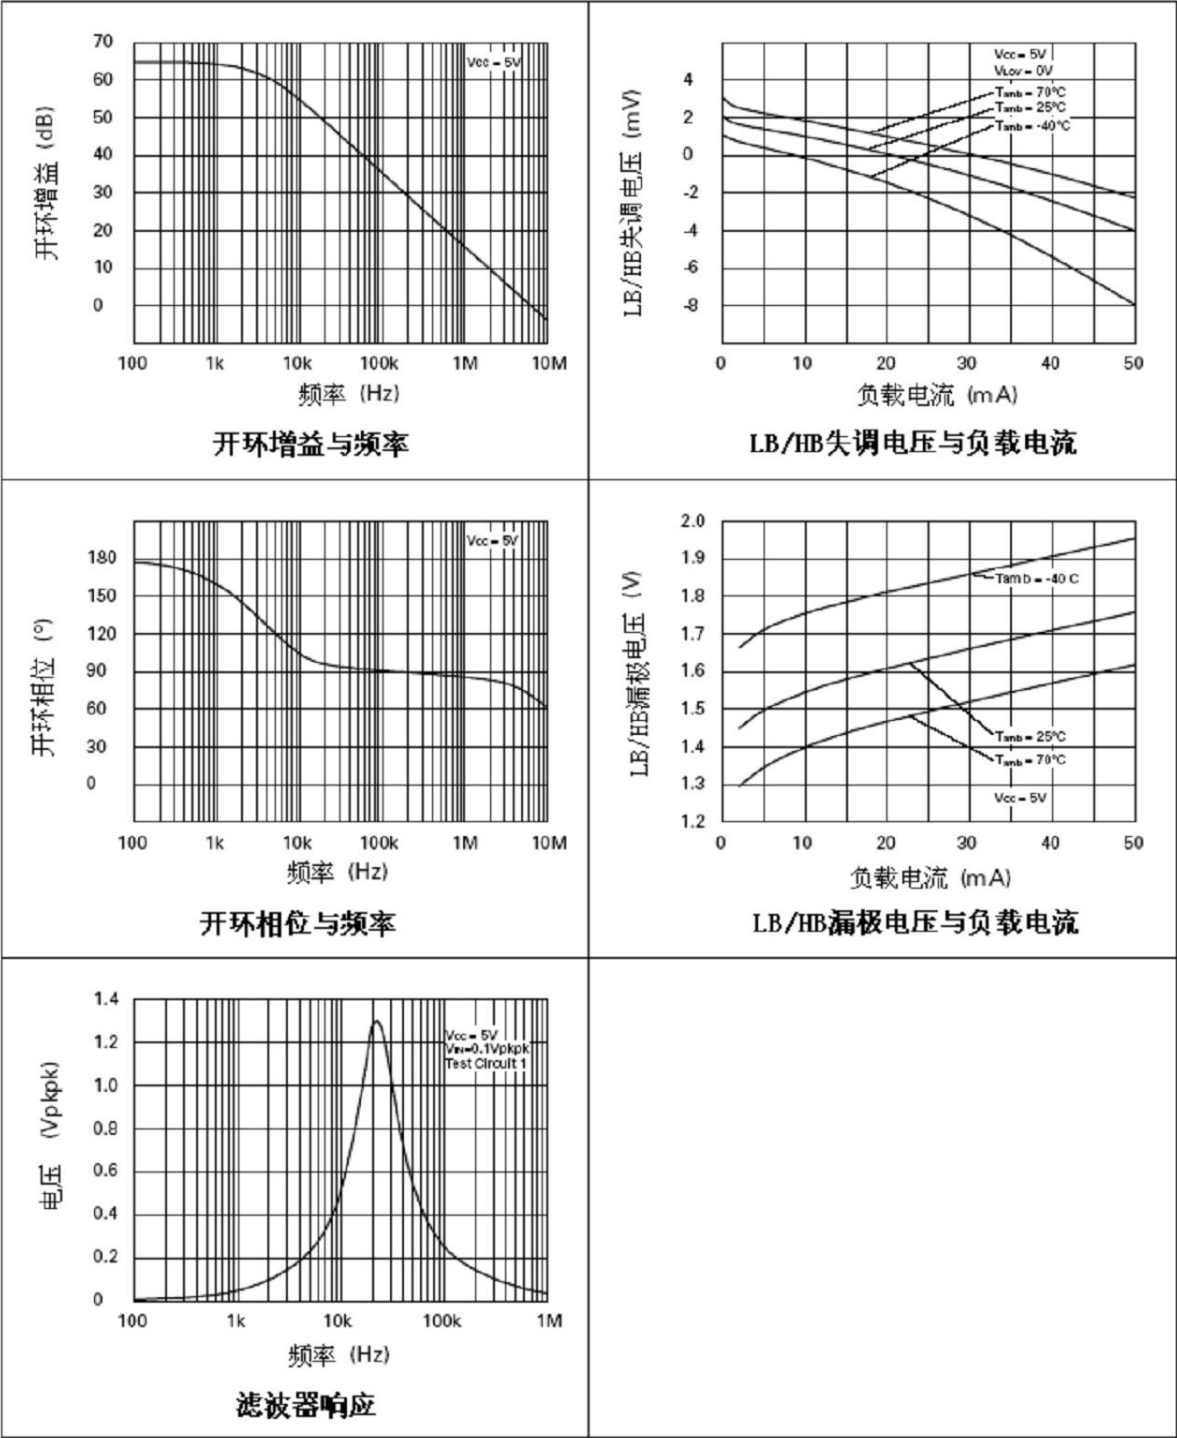 70
60
50
40
30
20
10
0
Vcc = 5V
开环增益 (dB)
100 1k 10k 100k 1M 10M
频率 (Hz)
开环增益与频率
4
2
0
-2
-4
-6
-8
Vcc = 5V
VLOV = 0V
Tamb = 70°C
Tamb = 25°C
Tamb = -40°C
LB/HB失调电压 (mV)
0 10 20 30 40 50
负载电流 (mA)
LB/HB失调电压与负载电流
180
150
120
90
60
30
0
Vcc = 5V
开环相位 (°)
100 1k 10k 100k 1M 10M
频率 (Hz)
开环相位与频率
2.0
1.9
1.8
1.7
1.6
1.5
1.4
1.3
1.2
Tamb = -40 C
Tamb = 25°C
Tamb = 70°C
Vcc = 5V
LB/HB漏极电压 (V)
0 10 20 30 40 50
负载电流 (mA)
LB/HB漏极电压与负载电流
1.4
1.2
1.0
0.8
0.6
0.4
0.2
0
Vcc = 5V
VIN=0.1Vpkpk
Test Circuit 1
电压 (Vpkpk)
100 1k 10k 100k 1M
频率 (Hz)
滤波器响应